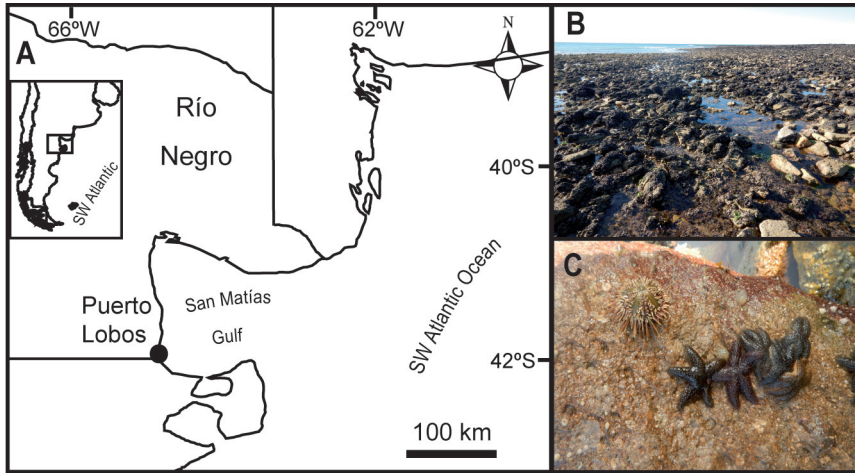 66ºW
62ºW
A
N
Río
Negro
40ºS
SW Atlantic
Puerto
Lobos
San Matías
Gulf
SW Atlantic Ocean
42ºS
100 km
B
C